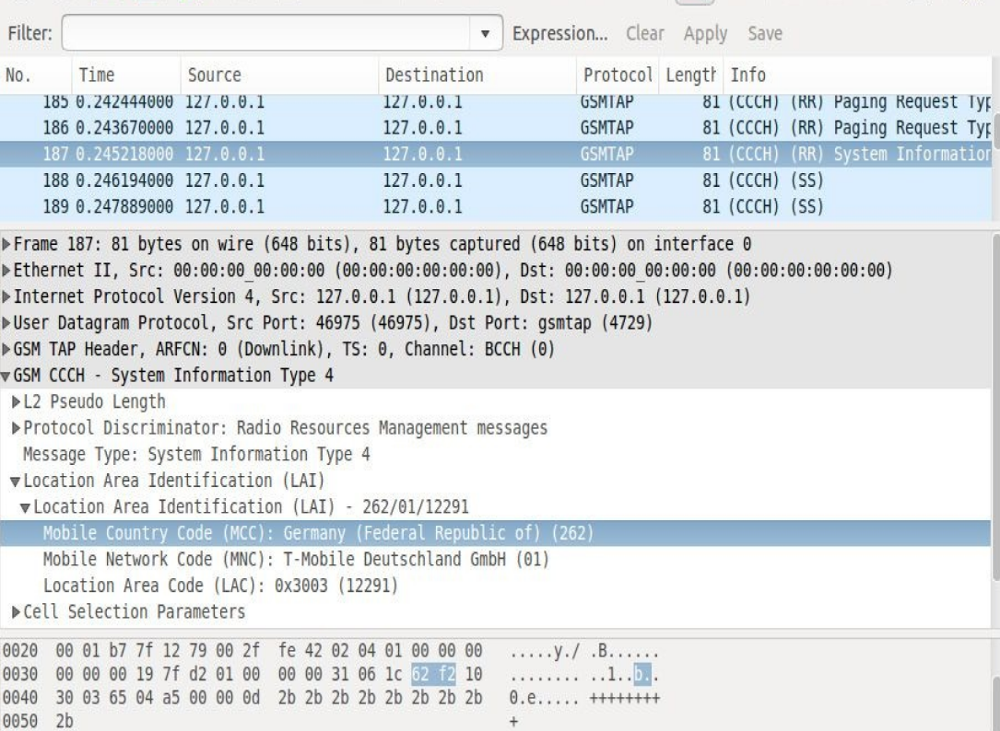 Filter: Expression... Clear Apply Save
No. Time Source Destination Protocol Length Info
185 0.242444000 127.0.0.1 127.0.0.1 GSMTAP 81 (CCCH) (RR) Paging Request Typ
186 0.243670000 127.0.0.1 127.0.0.1 GSMTAP 81 (CCCH) (RR) Paging Request Typ
187 0.245218000 127.0.0.1 127.0.0.1 GSMTAP 81 (CCCH) (RR) System Information
188 0.246194000 127.0.0.1 127.0.0.1 GSMTAP 81 (CCCH) (SS)
189 0.247889000 127.0.0.1 127.0.0.1 GSMTAP 81 (CCCH) (SS)
Frame 187: 81 bytes on wire (648 bits), 81 bytes captured (648 bits) on interface 0
Ethernet II, Src: 00:00:00_00:00:00 (00:00:00:00:00:00), Dst: 00:00:00_00:00:00 (00:00:00:00:00:00)
Internet Protocol Version 4, Src: 127.0.0.1 (127.0.0.1), Dst: 127.0.0.1 (127.0.0.1)
User Datagram Protocol, Src Port: 46975 (46975), Dst Port: gsmtap (4729)
GSM TAP Header, ARFCN: 0 (Downlink), TS: 0, Channel: BCCH (0)
GSM CCCH - System Information Type 4
L2 Pseudo Length
Protocol Discriminator: Radio Resources Management messages
Message Type: System Information Type 4
Location Area Identification (LAI)
Location Area Identification (LAI) - 262/01/12291
Mobile Country Code (MCC): Germany (Federal Republic of) (262)
Mobile Network Code (MNC): T-Mobile Deutschland GmbH (01)
Location Area Code (LAC): 0x3003 (12291)
Cell Selection Parameters
0020 00 01 b7 7f 12 79 00 2f fe 42 02 04 01 00 00 00 .....y./ .B......
0030 00 00 00 19 7f d2 01 00 00 00 31 06 1c 62 f2 10 ........ ..1..b..
0040 30 03 65 04 a5 00 00 0d 2b 2b 2b 2b 2b 2b 2b 2b 0.e..... ++++++++
0050 2b +